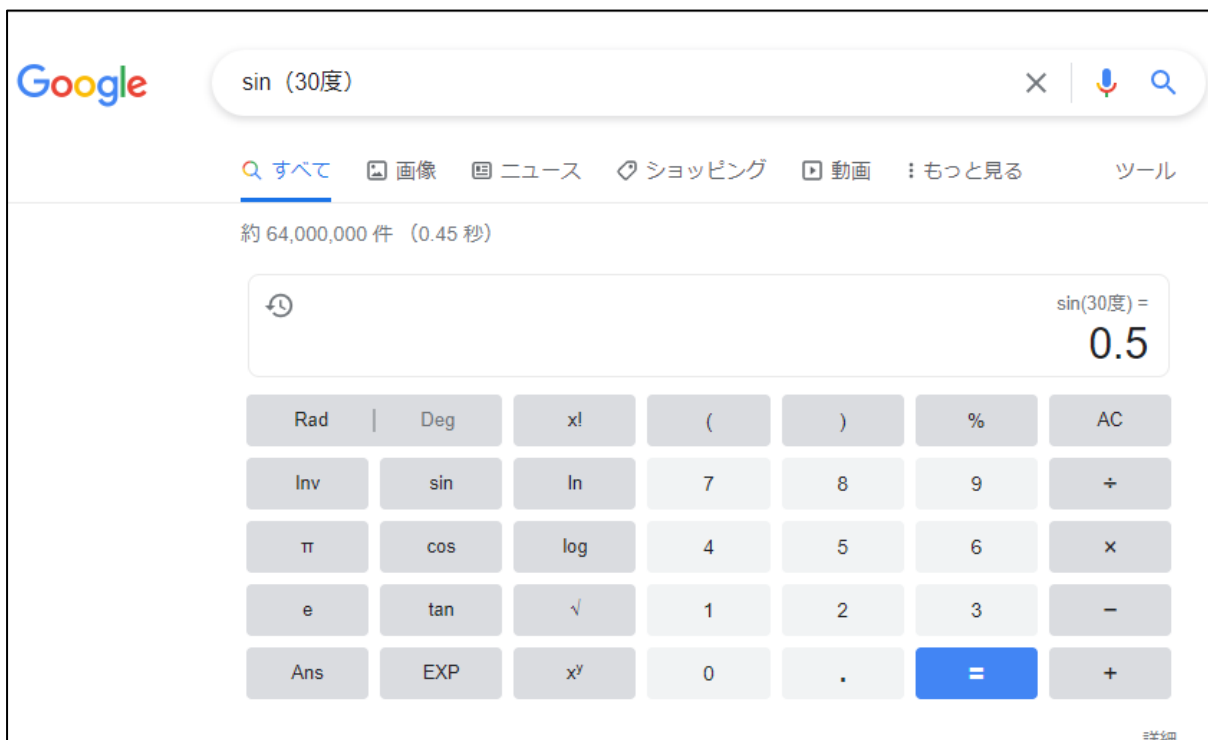 Google sin（30度）
すべて 画像 ニュース ショッピング 動画 もっと見る ツール
約 64,000,000 件 （0.45 秒）
sin(30度) =
0.5
Rad | Deg x! ( ) % AC
Inv sin ln 7 8 9 ÷
π cos log 4 5 6 ×
e tan √ 1 2 3 −
Ans EXP xʸ 0 . = +
詳細